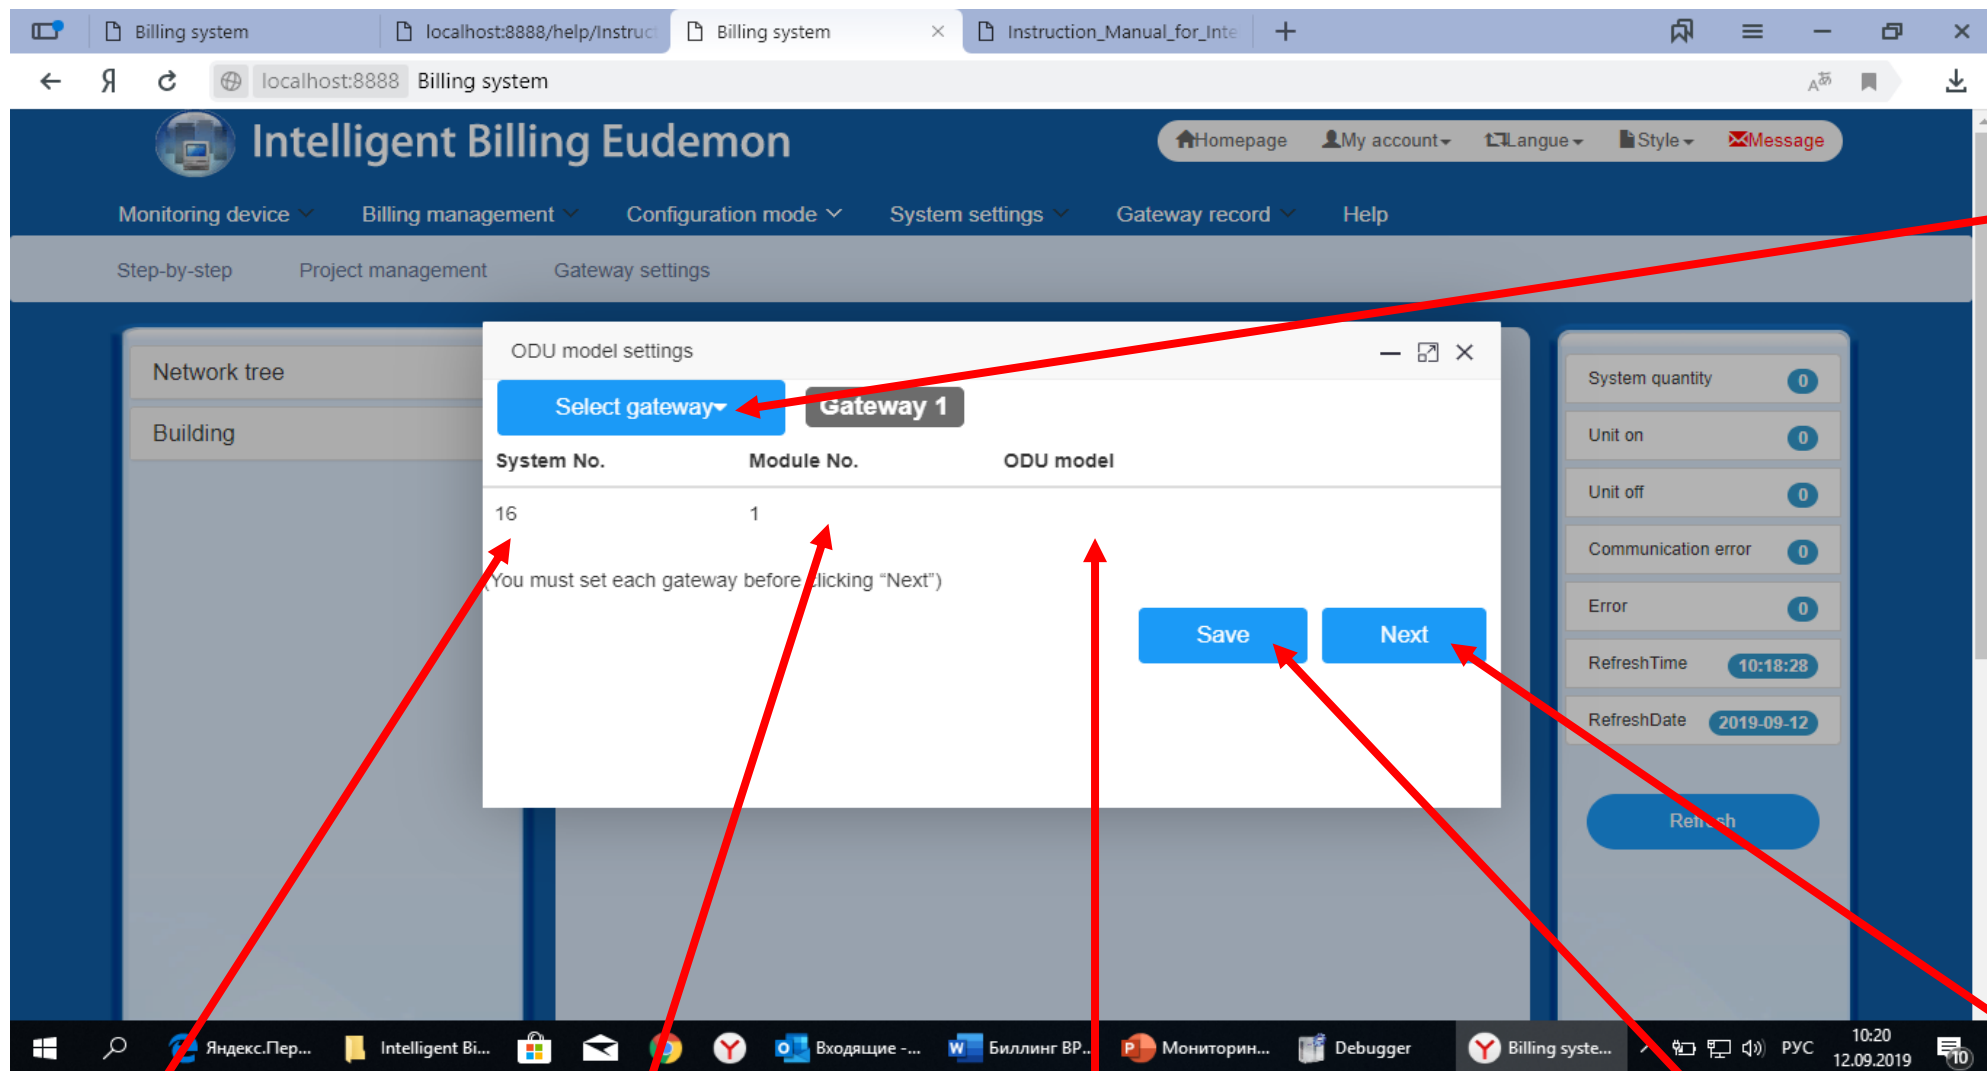 Billing system
localhost:8888/help/Instruc
Billing system
Instruction_Manual_for_Inte
Я
localhost:8888 Billing system
Intelligent Billing Eudemon
Homepage My account Langue Style Message
Monitoring device Billing management Configuration mode System settings Gateway record Help
Step-by-step Project management Gateway settings
Network tree
Building
ODU model settings
Select gateway Gateway 1
System No. Module No. ODU model
16 1
(You must set each gateway before clicking “Next”)
Save Next
System quantity 0
Unit on 0
Unit off 0
Communication error 0
Error 0
RefreshTime 10:18:28
RefreshDate 2019-09-12
Refresh
Яндекс.Пер... Intelligent Bi... Входящие -... Биллинг ВР... Мониторин... Debugger Billing syste... РУС 10:20
12.09.2019
10